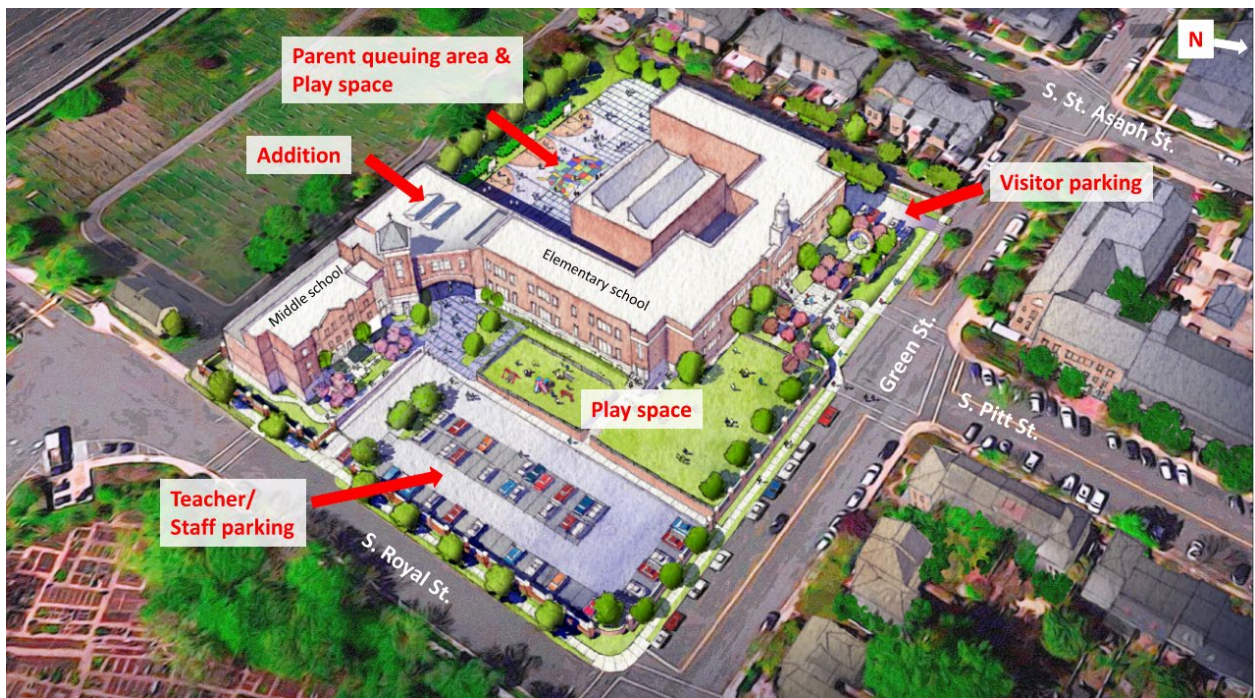 Parent queuing area &
Play space
N
S. St. Asaph St.
Addition
Visitor parking
Elementary school
Middle school
Green St.
Play space
S. Pitt St.
Teacher/
Staff parking
S. Royal St.